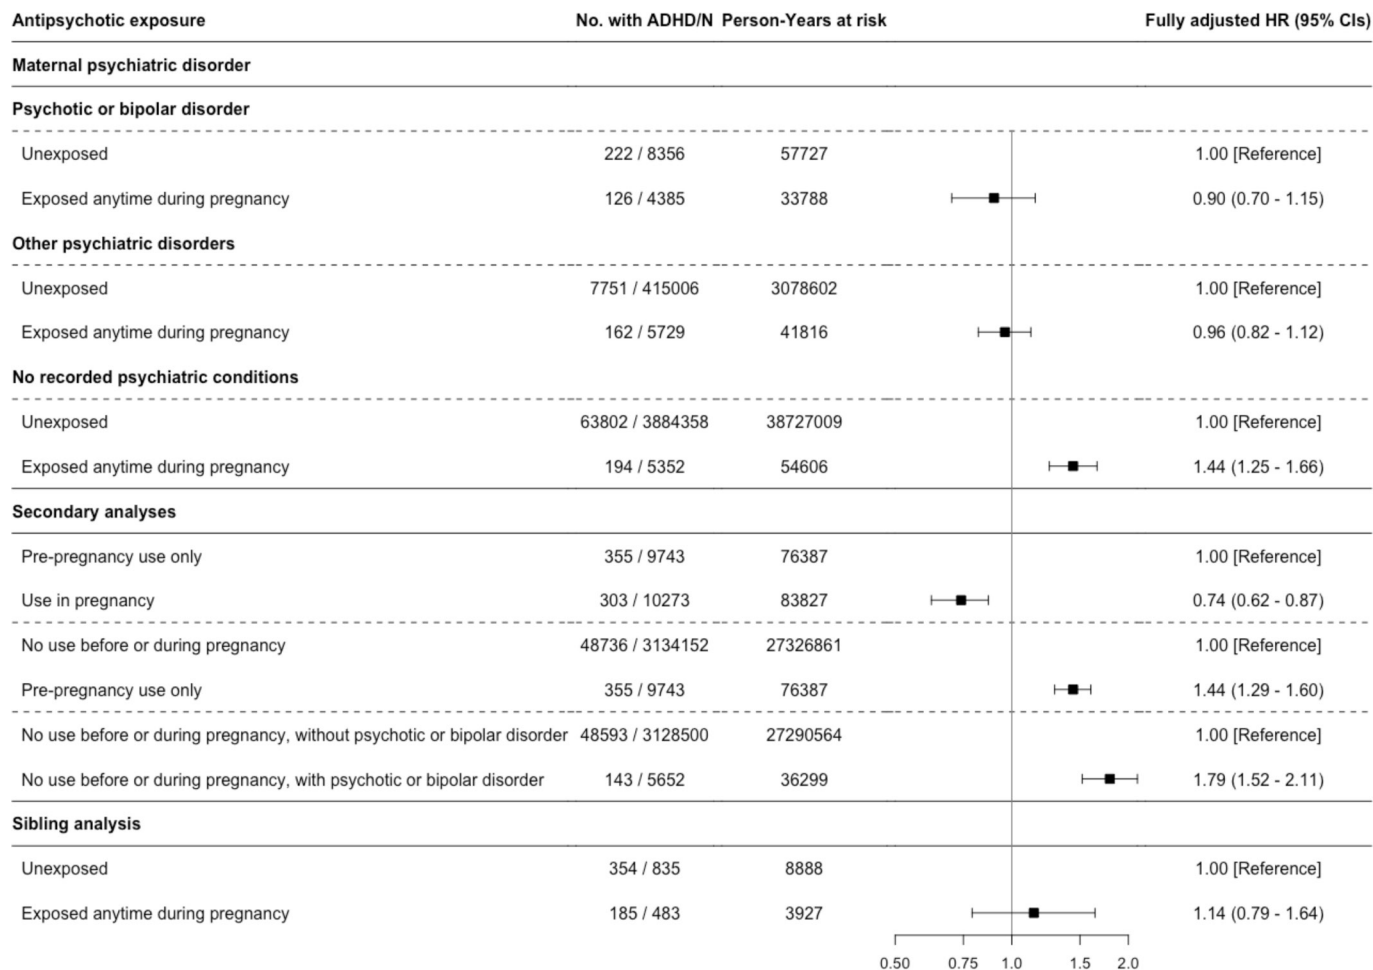 Antipsychotic exposure No. with ADHD/N Person-Years at risk Fully adjusted HR (95% CIs)
Maternal psychiatric disorder
Psychotic or bipolar disorder
Unexposed 222 / 8356 57727 1.00 [Reference]
Exposed anytime during pregnancy 126 / 4385 33788 0.90 (0.70 - 1.15)
Other psychiatric disorders
Unexposed 7751 / 415006 3078602 1.00 [Reference]
Exposed anytime during pregnancy 162 / 5729 41816 0.96 (0.82 - 1.12)
No recorded psychiatric conditions
Unexposed 63802 / 3884358 38727009 1.00 [Reference]
Exposed anytime during pregnancy 194 / 5352 54606 1.44 (1.25 - 1.66)
Secondary analyses
Pre-pregnancy use only 355 / 9743 76387 1.00 [Reference]
Use in pregnancy 303 / 10273 83827 0.74 (0.62 - 0.87)
No use before or during pregnancy 48736 / 3134152 27326861 1.00 [Reference]
Pre-pregnancy use only 355 / 9743 76387 1.44 (1.29 - 1.60)
No use before or during pregnancy, without psychotic or bipolar disorder 48593 / 3128500 27290564 1.00 [Reference]
No use before or during pregnancy, with psychotic or bipolar disorder 143 / 5652 36299 1.79 (1.52 - 2.11)
Sibling analysis
Unexposed 354 / 835 8888 1.00 [Reference]
Exposed anytime during pregnancy 185 / 483 3927 1.14 (0.79 - 1.64)
0.50 0.75 1.0 1.5 2.0